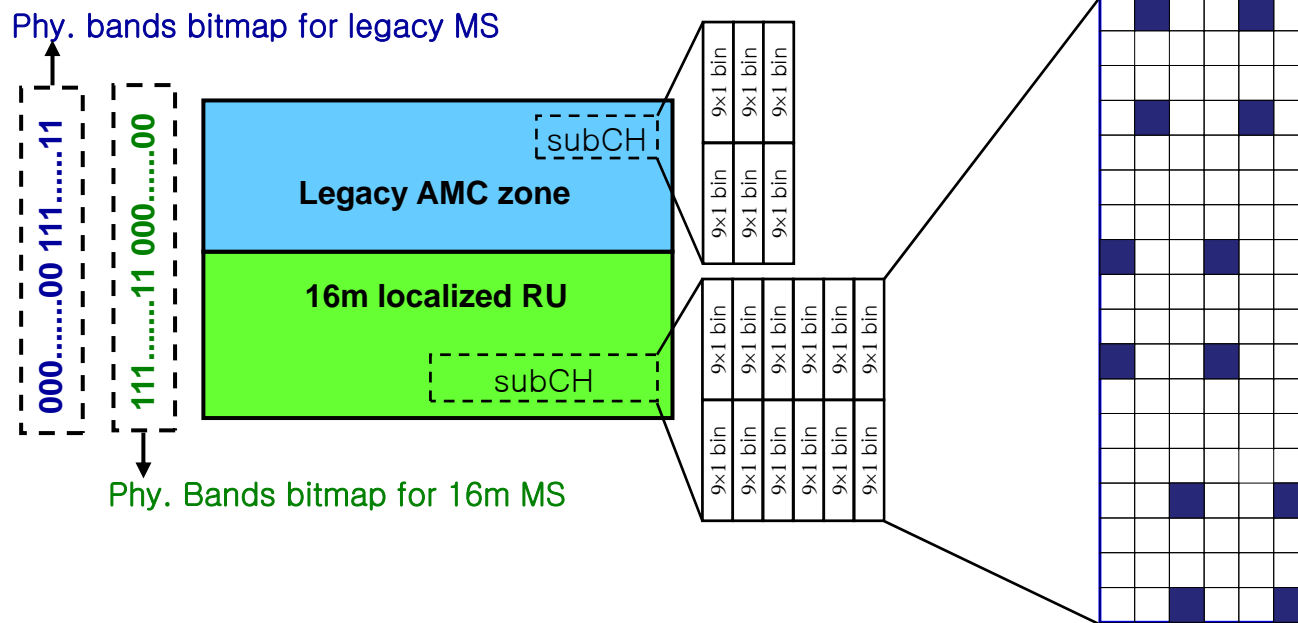 Phy. bands bitmap for legacy MS
000.......00 111......11
111.......11 000......00
Legacy AMC zone
subCH
16m localized RU
subCH
9×1 bin 9×1 bin 9×1 bin
9×1 bin 9×1 bin 9×1 bin
9×1 bin 9×1 bin 9×1 bin 9×1 bin 9×1 bin 9×1 bin
9×1 bin 9×1 bin 9×1 bin 9×1 bin 9×1 bin 9×1 bin
Phy. Bands bitmap for 16m MS